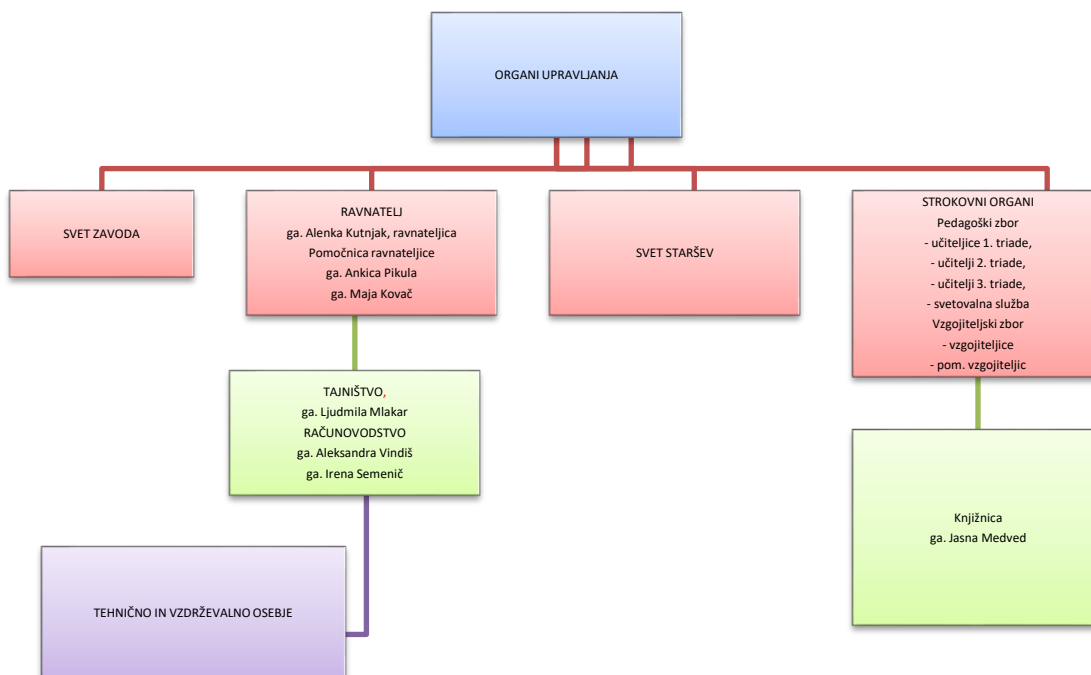 ORGANI UPRAVLJANJA
SVET ZAVODA
RAVNATELJ
ga. Alenka Kutnjak, ravnateljica
Pomočnica ravnateljice
ga. Ankica Pikula
ga. Maja Kovač
SVET STARŠEV
STROKOVNI ORGANI
Pedagoški zbor
- učiteljice 1. triade,
- učitelji 2. triade,
- učitelji 3. triade,
- svetovalna služba
Vzgojiteljski zbor
- vzgojiteljice
- pom. vzgojiteljic
TAJNIŠTVO,
ga. Ljudmila Mlakar
RAČUNOVODSTVO
ga. Aleksandra Vindiš
ga. Irena Semenič
Knjižnica
ga. Jasna Medved
TEHNIČNO IN VZDRŽEVALNO OSEBJE